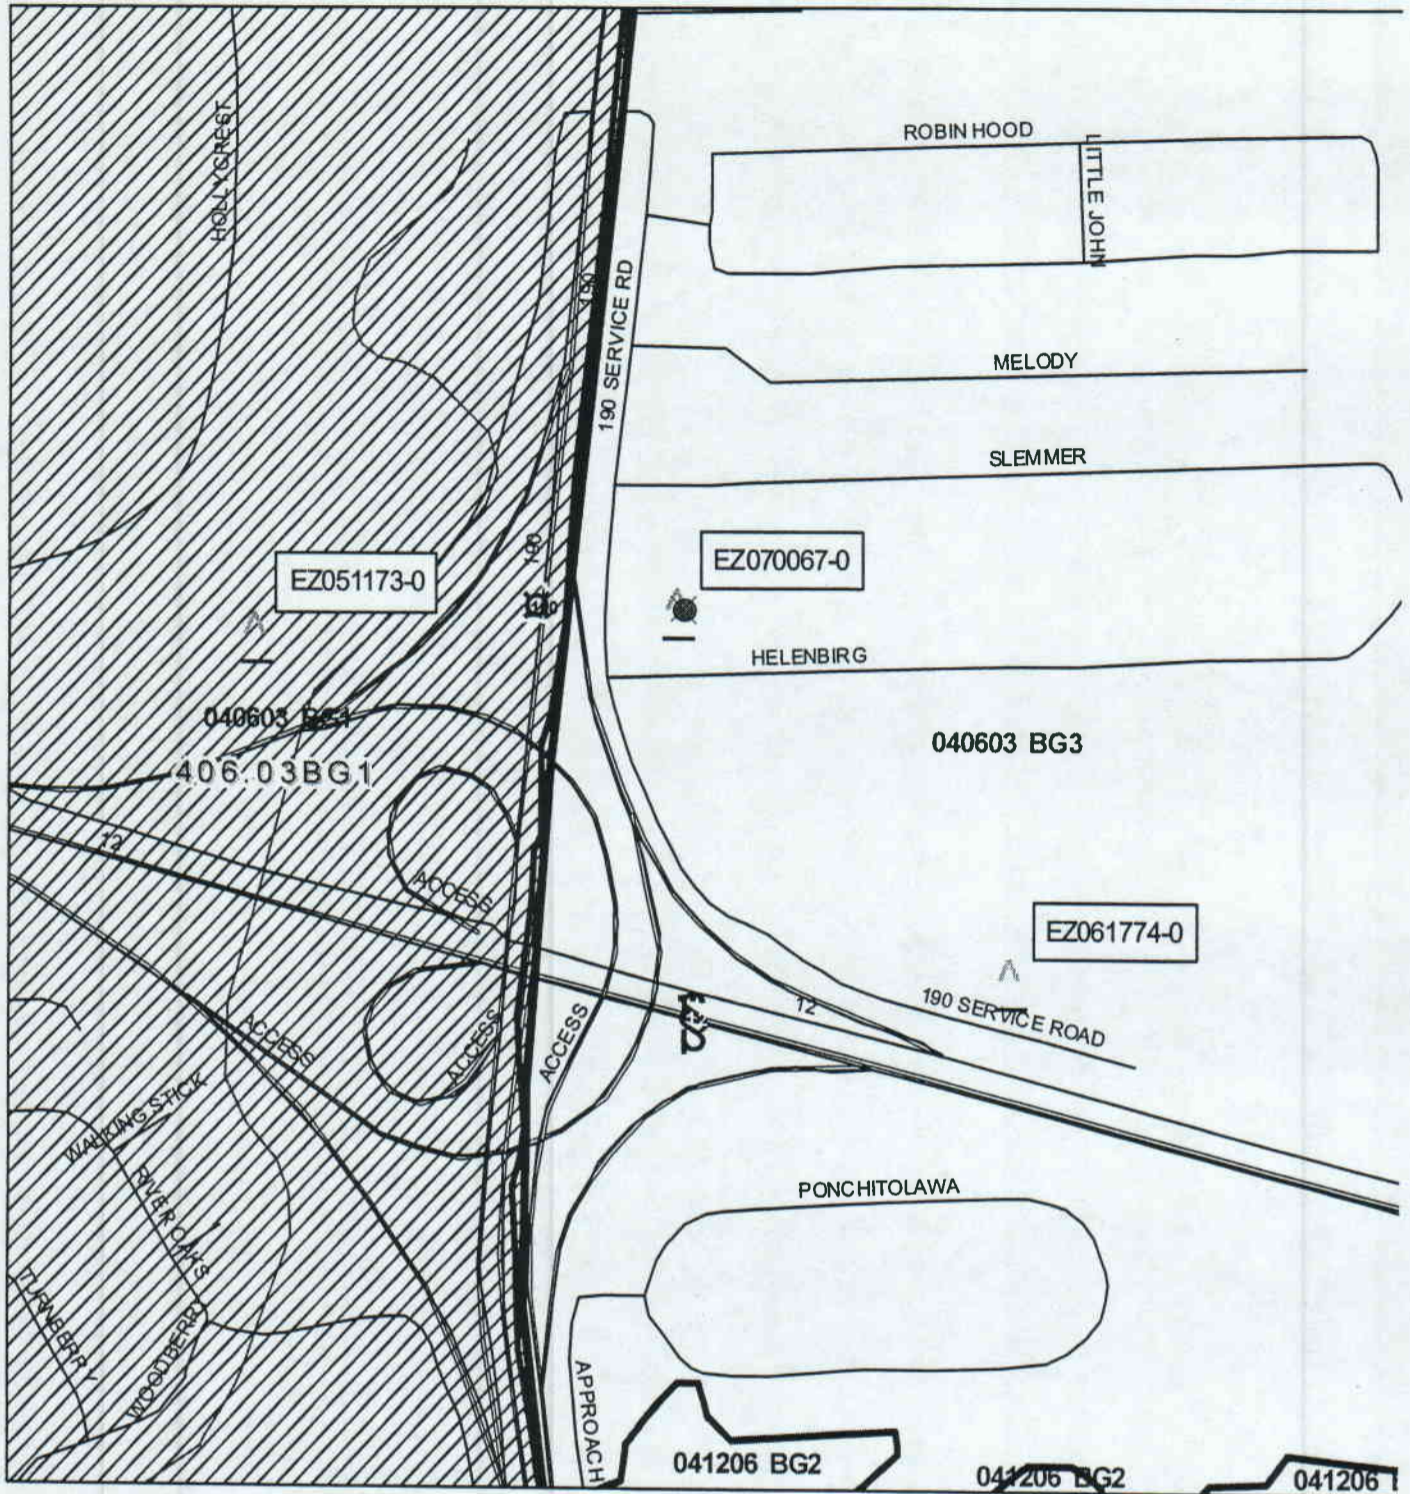 HOLLYCREST
ROBIN HOOD
LITTLE JOHN
190
190 SERVICE RD
MELODY
SLEMMER
190
EZ051173-0
EZ070067-0
HELENBIRG
040603 BG1
406.03BG1
040603 BG3
12
ACCESS
EZ061774-0
12
190 SERVICE ROAD
ACCESS
ACCESS
ACCESS
WALKING STICK
RIVER OAKS
PONCHITOLAWA
TURNBERRY
WOODBERRY
APPROACH
041206 BG2
041206 BG2
041206